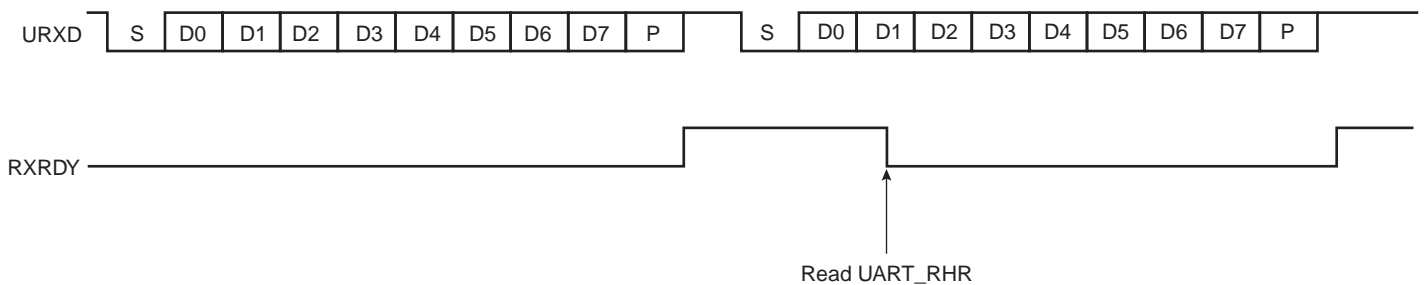 URXD S D0 D1 D2 D3 D4 D5 D6 D7 P S D0 D1 D2 D3 D4 D5 D6 D7 P
RXRDY
Read UART_RHR